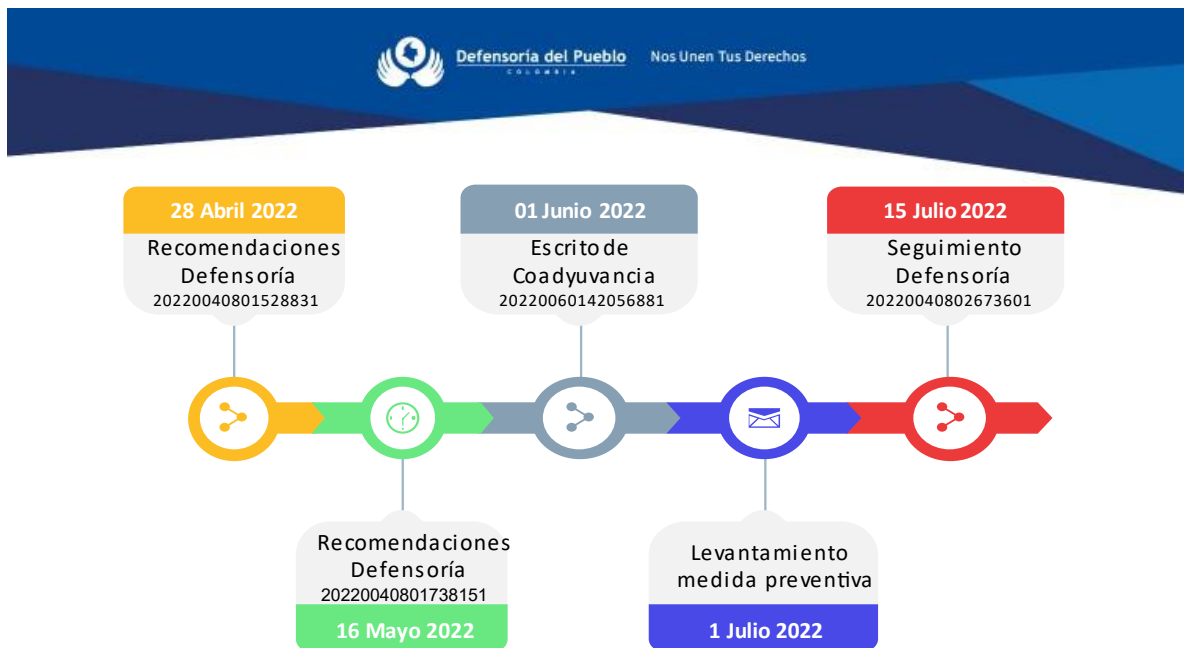 Defensoría del Pueblo
COLOMBIA
Nos Unen Tus Derechos
28 Abril 2022
Recomendaciones
Defensoría
20220040801528831
01 Junio 2022
Escrito de
Coadyuvancia
20220060142056881
15 Julio 2022
Seguimiento
Defensoría
20220040802673601
Recomendaciones
Defensoría
20220040801738151
16 Mayo 2022
Levantamiento
medida preventiva
1 Julio 2022